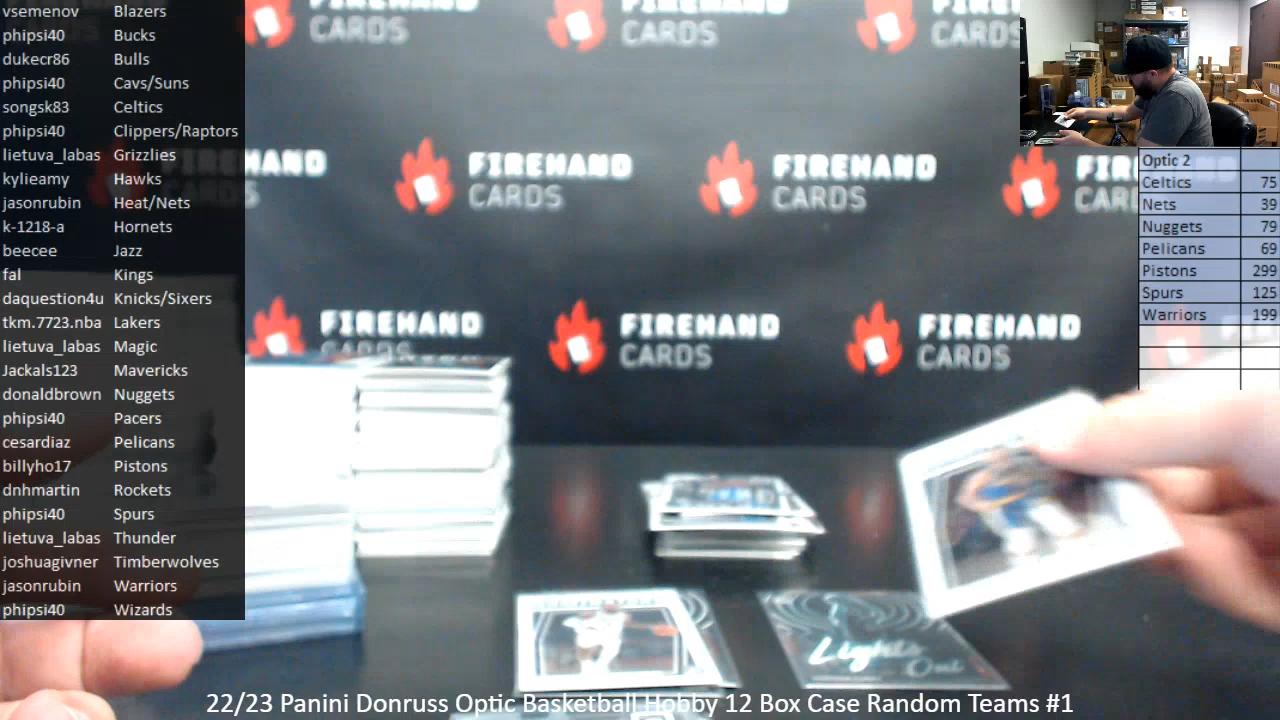 vsemenov Blazers
phipsi40 Bucks
dukecr86 Bulls
phipsi40 Cavs/Suns
songsk83 Celtics
phipsi40 Clippers/Raptors
lietuva_labas Grizzlies
kylieamy Hawks
jasonrubin Heat/Nets
k-1218-a Hornets
beecee Jazz
fal Kings
daquestion4u Knicks/Sixers
tkm.7723.nba Lakers
lietuva_labas Magic
Jackals123 Mavericks
donaldbrown Nuggets
phipsi40 Pacers
cesardiaz Pelicans
billyho17 Pistons
dnhmartin Rockets
phipsi40 Spurs
lietuva_labas Thunder
joshuagivner Timberwolves
jasonrubin Warriors
phipsi40 Wizards
FIREHAND
CARDS
CARDS
CARDS
FIREHAND
CARDS
FIREHAND
CARDS
FIREHAND
CARDS
FIREHAND
CARDS
FIREHAND
CARDS
Optic 2
Celtics 75
Nets 39
Nuggets 79
Pelicans 69
Pistons 299
Spurs 125
Warriors 199
Lights
Out
22/23 Panini Donruss Optic Basketball Hobby 12 Box Case Random Teams #1